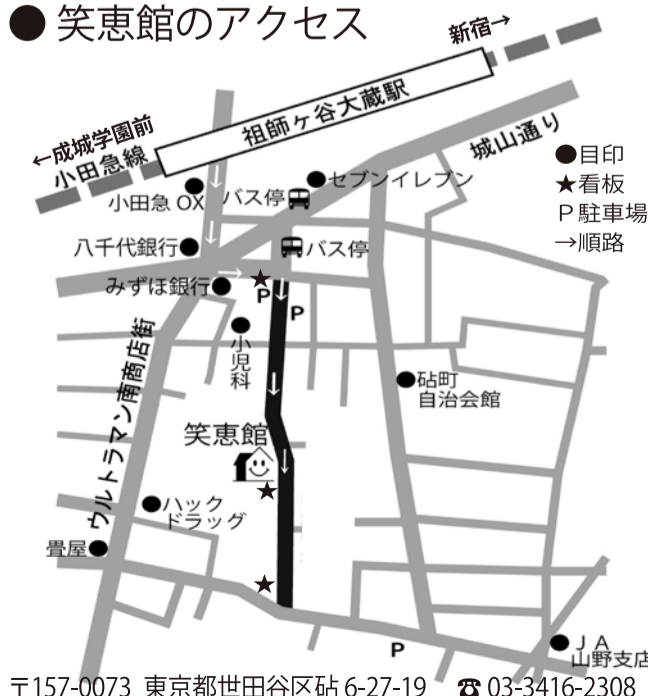 ● 笑恵館のアクセス
新宿→
祖師ヶ谷大蔵駅
←成城学園前
小田急線
城山通り
●目印
★看板
P 駐車場
→順路
セブンイレブン
バス停
小田急 OX
八千代銀行
バス停
みずほ銀行
P
P
小児科
砧町
自治会館
ウルトラマン南商店街
笑恵館
ハック
ドラッグ
畳屋
P
JA
山野支店
〒157-0073 東京都世田谷区砧 6-27-19 ☎ 03-3416-2308